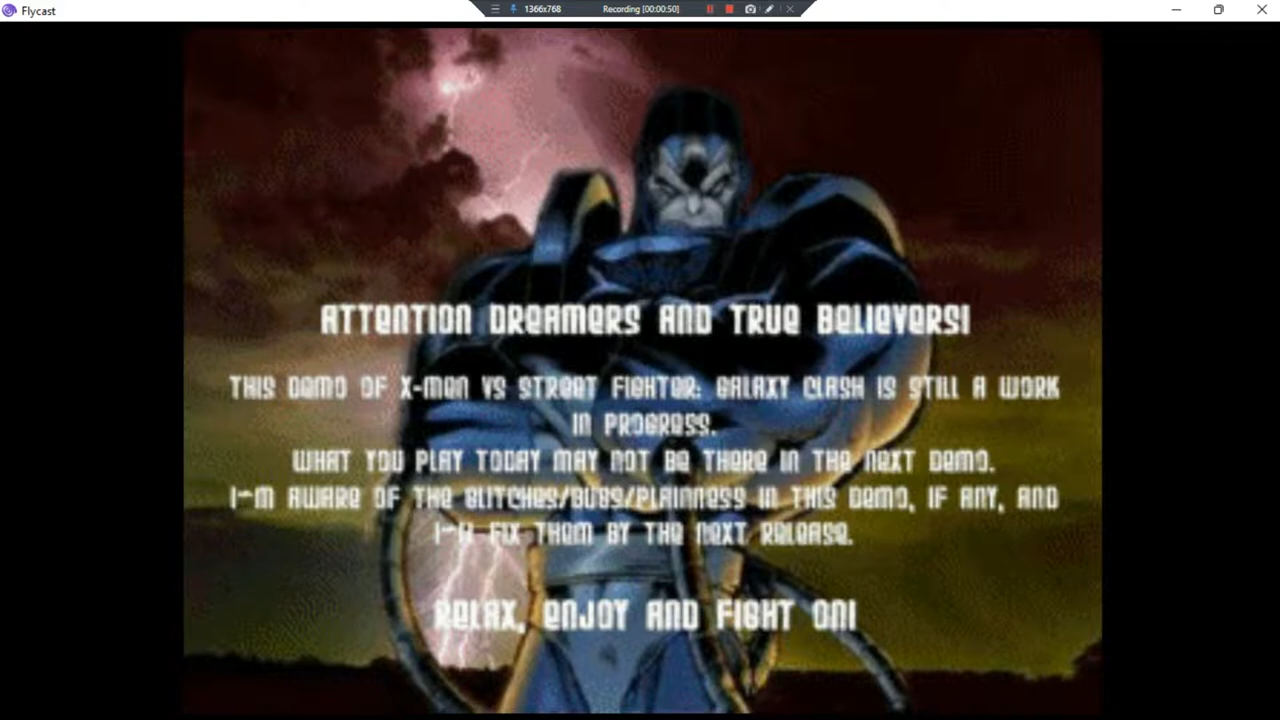 Flycast
1366x768
Recording [00:00:50]
ATTENTION DREAMERS AND TRUE BELIEVERS!
THIS DEMO OF X-MEN VS STREET FIGHTER: GALAXY CLASH IS STILL A WORK
IN PROGRESS.
WHAT YOU PLAY TODAY MAY NOT BE THERE IN THE NEXT DEMO.
I~M AWARE OF THE GLITCHES/BUGS/PLAINNESS IN THIS DEMO, IF ANY, AND
I~LL FIX THEM BY THE NEXT RELEASE.
RELAX, ENJOY AND FIGHT ON!